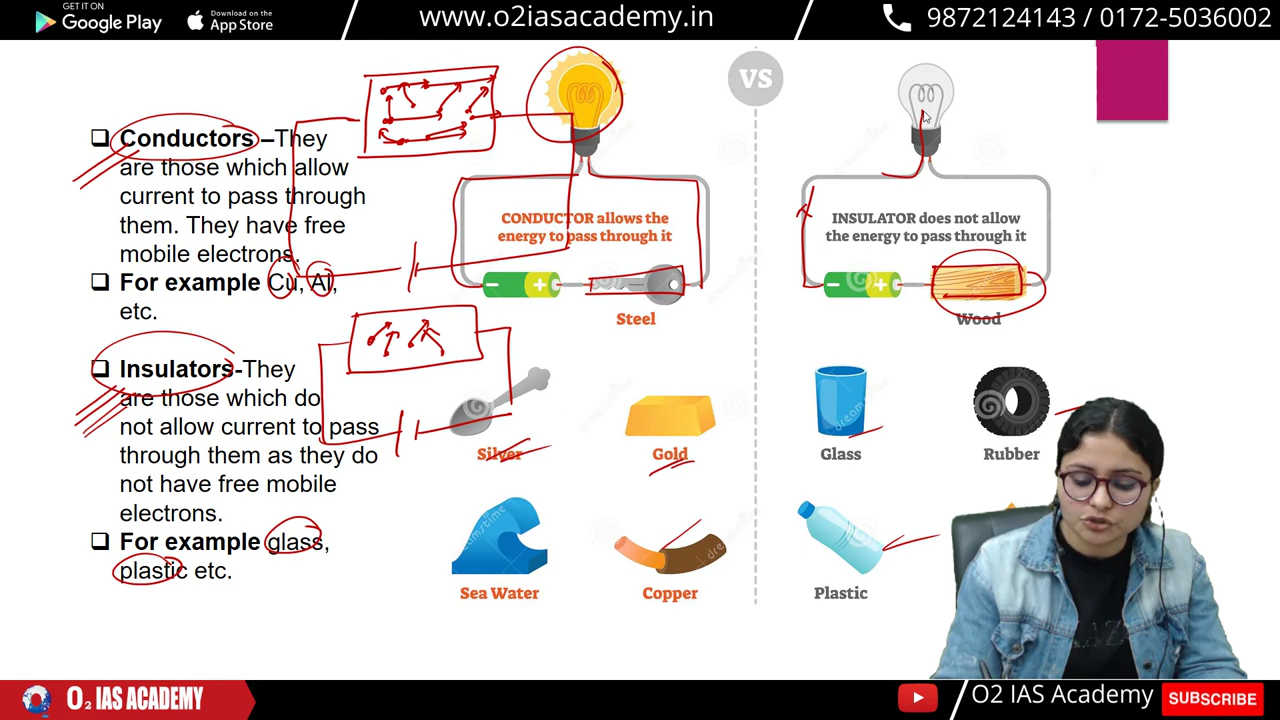 GET IT ON
Google Play
Download on the
App Store
www.o2iasacademy.in
9872124143 / 0172-5036002
❑ Conductors –They
are those which allow
current to pass through
them. They have free
mobile electrons.
❑ For example Cu, Al,
etc.
❑ Insulators-They
are those which do
not allow current to pass
through them as they do
not have free mobile
electrons.
❑ For example glass,
plastic etc.
VS
CONDUCTOR allows the
energy to pass through it
- +
Steel
Silver
Gold
Sea Water
Copper
INSULATOR does not allow
the energy to pass through it
- +
Wood
Glass
Rubber
Plastic
dreamstime
O₂ IAS ACADEMY
O2 IAS Academy
SUBSCRIBE